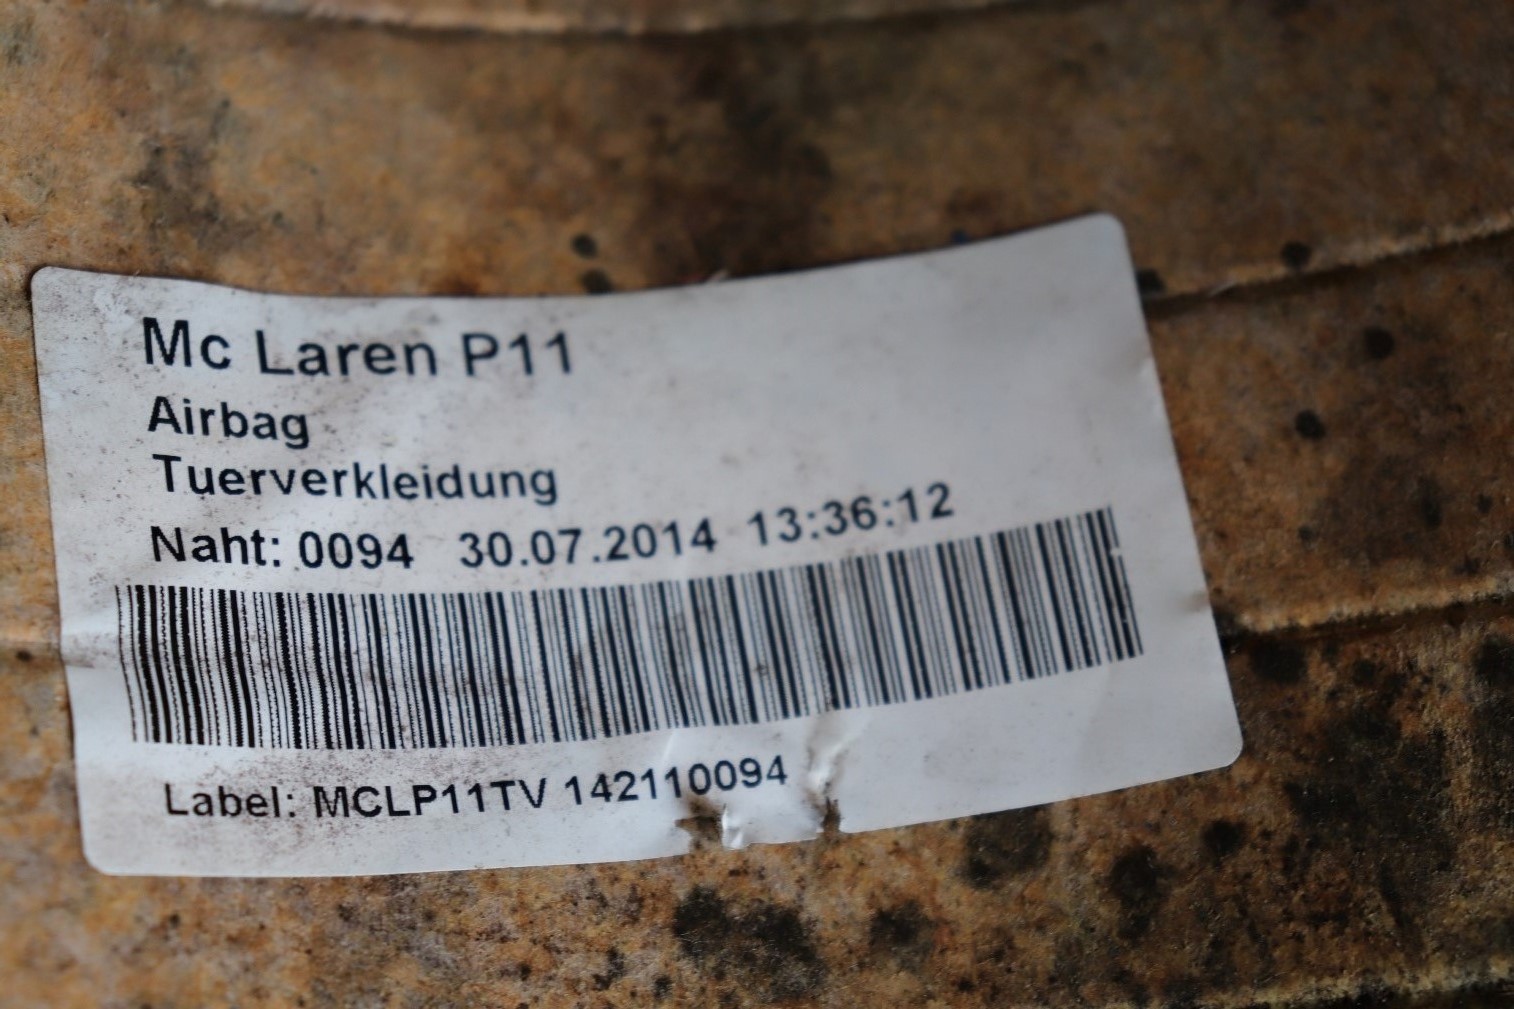 Mc Laren P11
Airbag
Tuerverkleidung
Naht: 0094 30.07.2014 13:36:12
Label: MCLP11TV 142110094